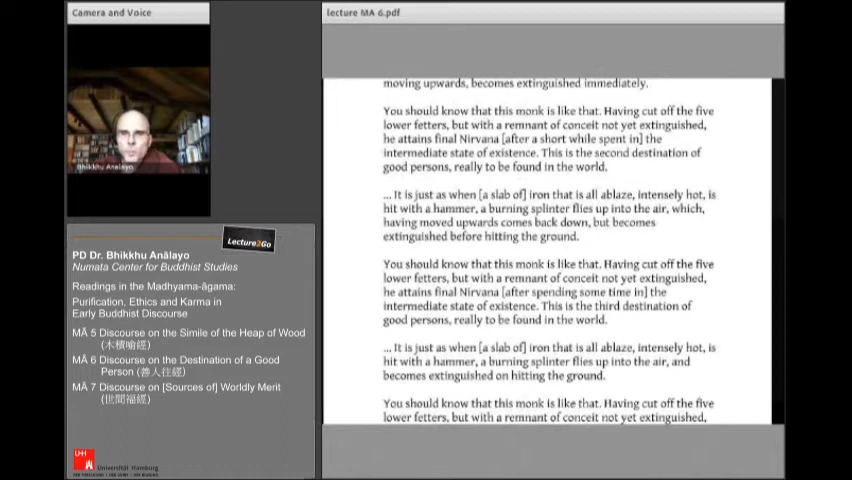 Camera and Voice
Bhikkhu Analayo
PD Dr. Bhikkhu Anālayo
Numata Center for Buddhist Studies
Lecture2Go
Readings in the Madhyama-āgama:
Purification, Ethics and Karma in
Early Buddhist Discourse
MĀ 5 Discourse on the Simile of the Heap of Wood
(木積喻經)
MĀ 6 Discourse on the Destination of a Good
Person (善人往經)
MĀ 7 Discourse on [Sources of] Worldly Merit
(世間福經)
UH
Universität Hamburg
lecture MA 6.pdf
moving upwards, becomes extinguished immediately.
You should know that this monk is like that. Having cut off the five
lower fetters, but with a remnant of conceit not yet extinguished,
he attains final Nirvana [after a short while spent in] the
intermediate state of existence. This is the second destination of
good persons, really to be found in the world.
... It is just as when [a slab of] iron that is all ablaze, intensely hot, is
hit with a hammer, a burning splinter flies up into the air, which,
having moved upwards comes back down, but becomes
extinguished before hitting the ground.
You should know that this monk is like that. Having cut off the five
lower fetters, but with a remnant of conceit not yet extinguished,
he attains final Nirvana [after spending some time in] the
intermediate state of existence. This is the third destination of
good persons, really to be found in the world.
... It is just as when [a slab of] iron that is all ablaze, intensely hot, is
hit with a hammer, a burning splinter flies up into the air, and
becomes extinguished on hitting the ground.
You should know that this monk is like that. Having cut off the five
lower fetters, but with a remnant of conceit not yet extinguished,